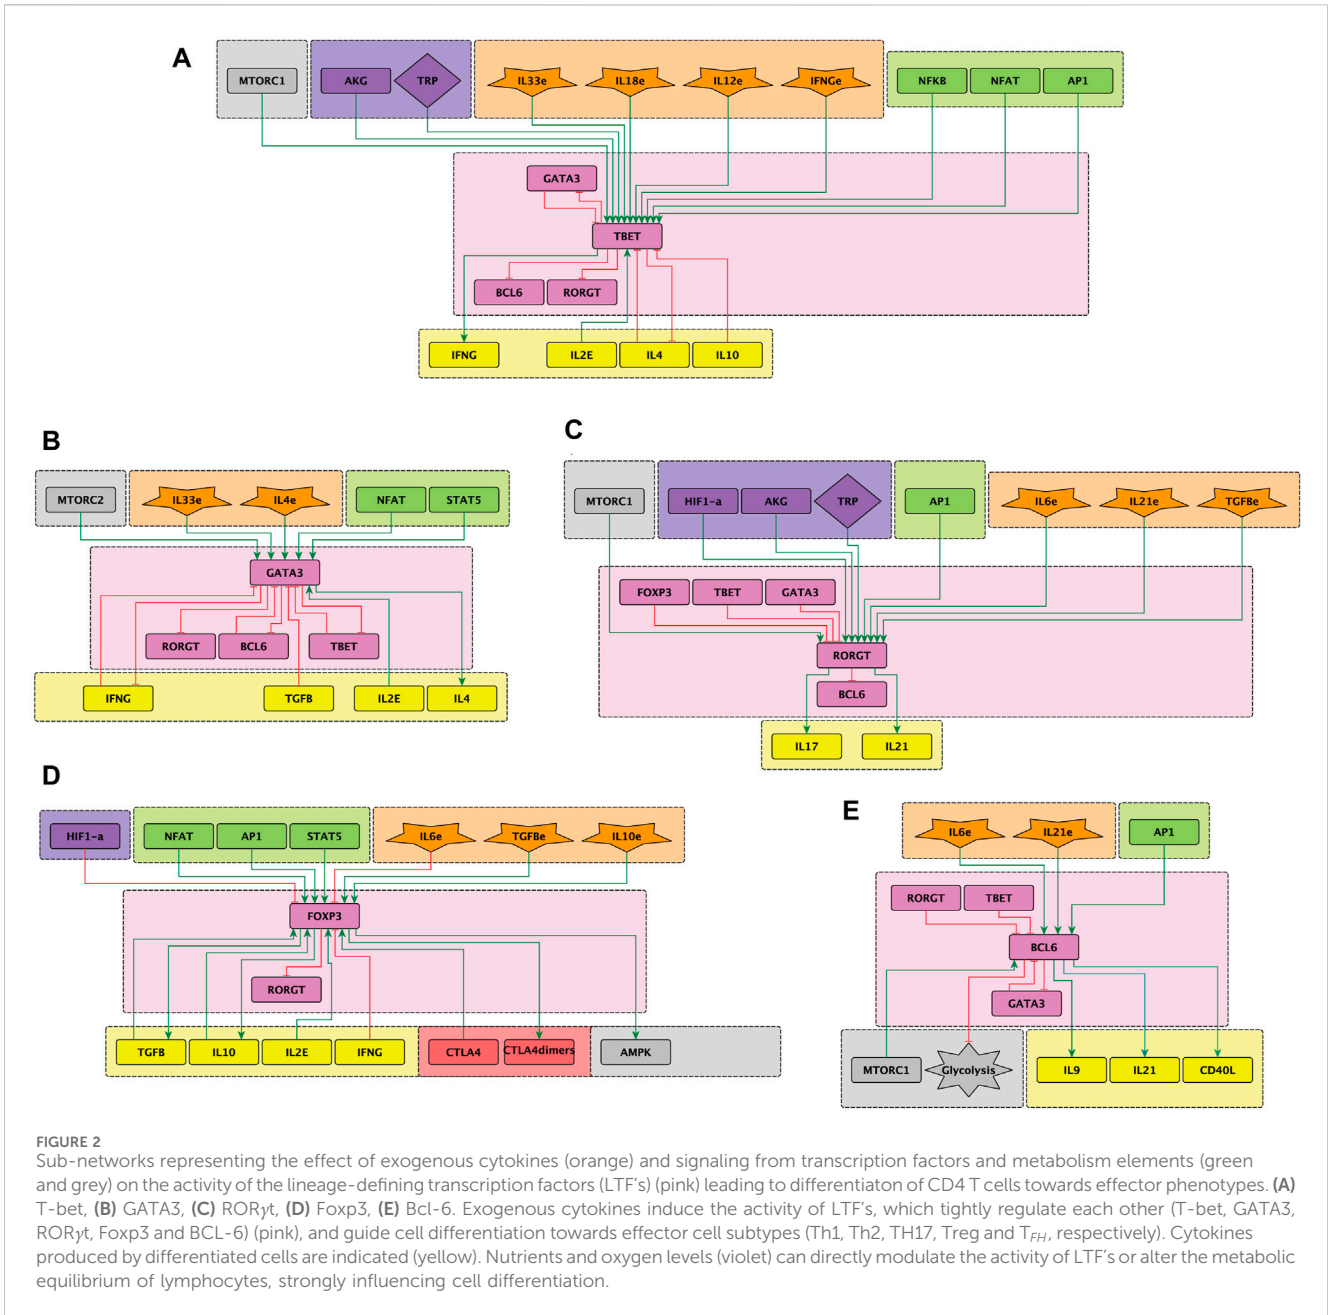 A
MTORC1 AKG TRP IL33e IL18e IL12e IFNGe NFKB NFAT AP1
GATA3
TBET
BCL6 RORGT
IFNG IL2E IL4 IL10
B
MTORC2 IL33e IL4e NFAT STAT5
GATA3
RORGT BCL6 TBET
IFNG TGFB IL2E IL4
C
MTORC1 HIF1-a AKG TRP AP1 IL6e IL21e TGFBe
FOXP3 TBET GATA3
RORGT
BCL6
IL17 IL21
D
HIF1-a NFAT AP1 STAT5 IL6e TGFBe IL10e
FOXP3
RORGT
TGFB IL10 IL2E IFNG CTLA4 CTLA4dimers AMPK
E
IL6e IL21e AP1
RORGT TBET
BCL6
GATA3
MTORC1 Glycolysis IL9 IL21 CD40L
FIGURE 2
Sub-networks representing the effect of exogenous cytokines (orange) and signaling from transcription factors and metabolism elements (green
and grey) on the activity of the lineage-defining transcription factors (LTF's) (pink) leading to differentiaton of CD4 T cells towards effector phenotypes. (A)
T-bet, (B) GATA3, (C) RORγt, (D) Foxp3, (E) Bcl-6. Exogenous cytokines induce the activity of LTF's, which tightly regulate each other (T-bet, GATA3,
RORγt, Foxp3 and BCL-6) (pink), and guide cell differentiation towards effector cell subtypes (Th1, Th2, TH17, Treg and TFH, respectively). Cytokines
produced by differentiated cells are indicated (yellow). Nutrients and oxygen levels (violet) can directly modulate the activity of LTF's or alter the metabolic
equilibrium of lymphocytes, strongly influencing cell differentiation.